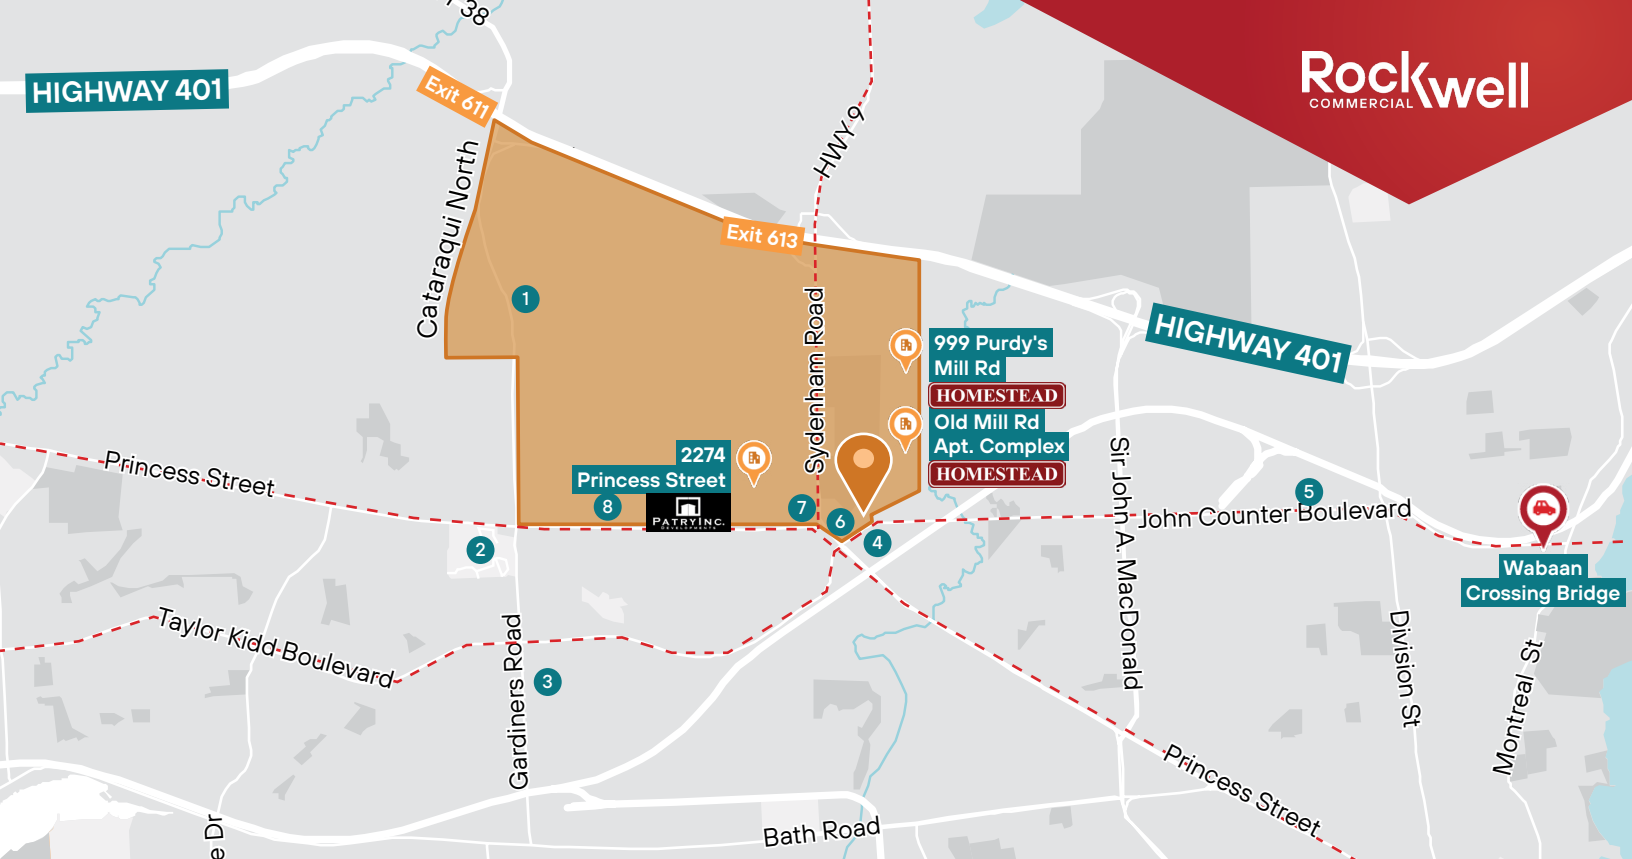 38
Rockwell
COMMERCIAL
HIGHWAY 401
Exit 611
HWY 9
Cataraqui North
Exit 613
1
Sydenham Road
999 Purdy's
Mill Rd
HOMESTEAD
Old Mill Rd
Apt. Complex
HOMESTEAD
HIGHWAY 401
2274
Princess Street
PATRYINC.
DEVELOPMENTS
Princess Street
8
7
6
4
5
2
Sir John A. MacDonald
John Counter Boulevard
Wabaan
Crossing Bridge
Taylor Kidd Boulevard
Gardiners Road
3
Division St
Montreal St
Princess Street
Bath Road
e Dr